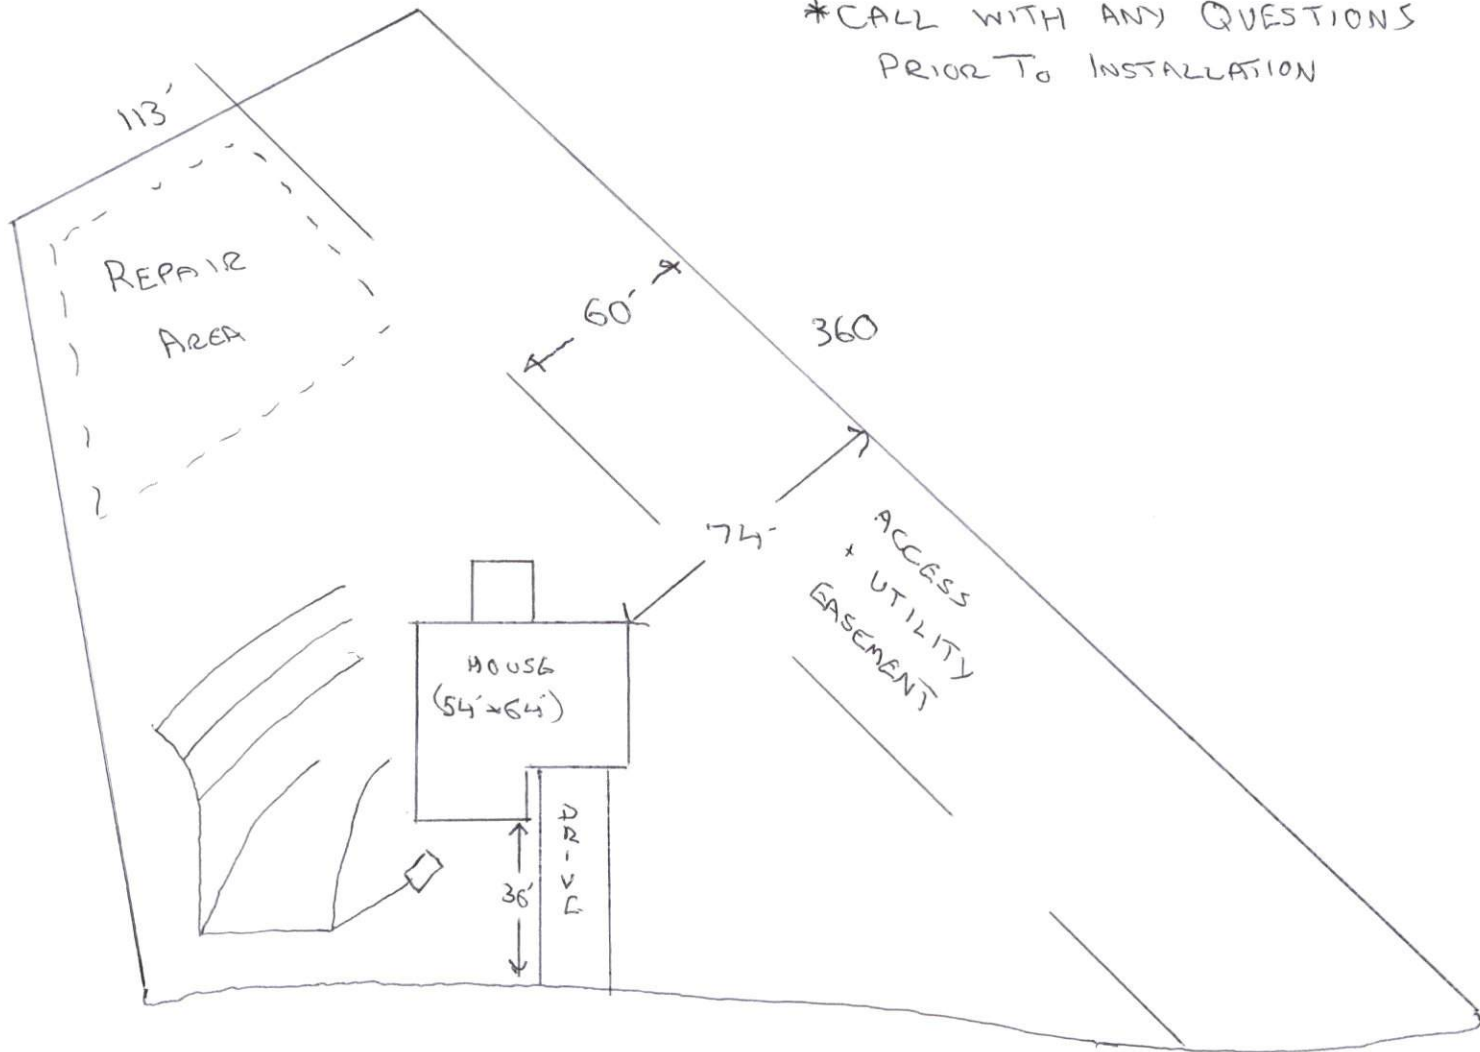 *CALL WITH ANY QUESTIONS
PRIOR TO INSTALLATION
113'
REPAIR
AREA
60'
360
74'
ACCESS
+ UTILITY
EASEMENT
HOUSE
(54'x64')
DRIVE
36'